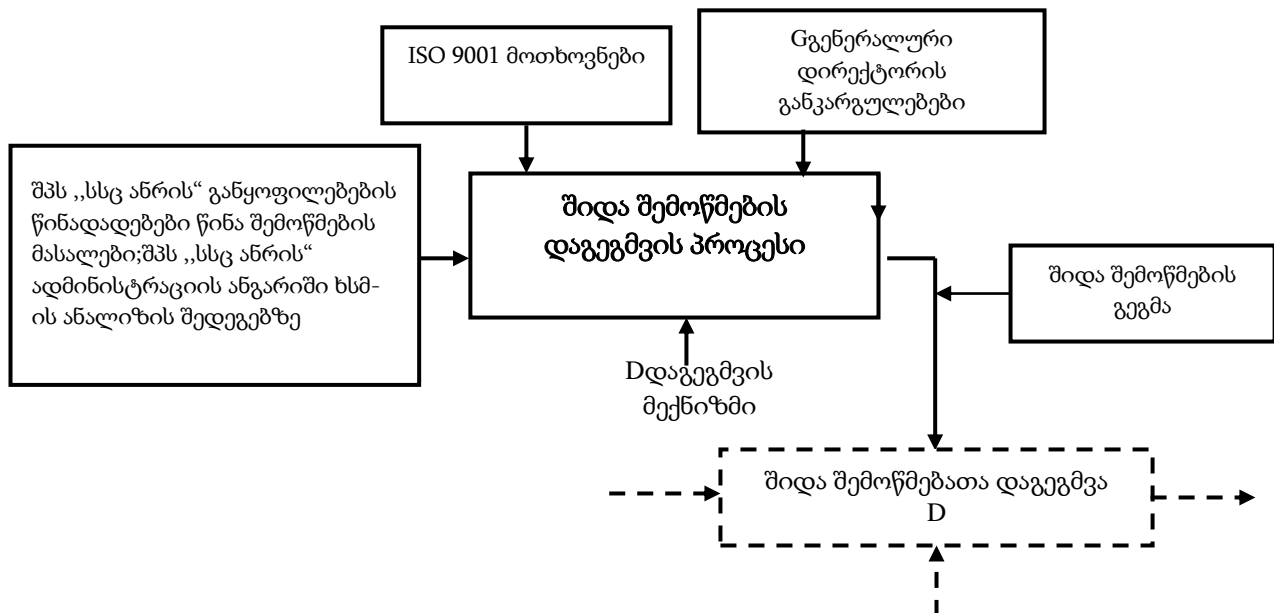 ISO 9001 მოთხოვნები
Gგენერალური
დირექტორის
განკარგულებები
შპს ,,სსც ანრის“ განყოფილებების
წინადადებები წინა შემოწმების
მასალები;შპს ,,სსც ანრის“
ადმინისტრაციის ანგარიში ხსმ-
ის ანალიზის შედეგებზე
შიდა შემოწმების
დაგეგმვის პროცესი
შიდა შემოწმების
გეგმა
Dდაგეგმვის
მექნიზმი
შიდა შემოწმებათა დაგეგმვა
D